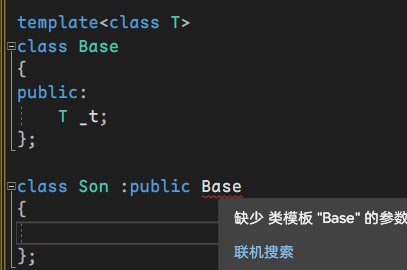 template<class T>
class Base
{
public:
T _t;
};
class Son :public Base
{
缺少 类模板 "Base" 的参数
联机搜索
};